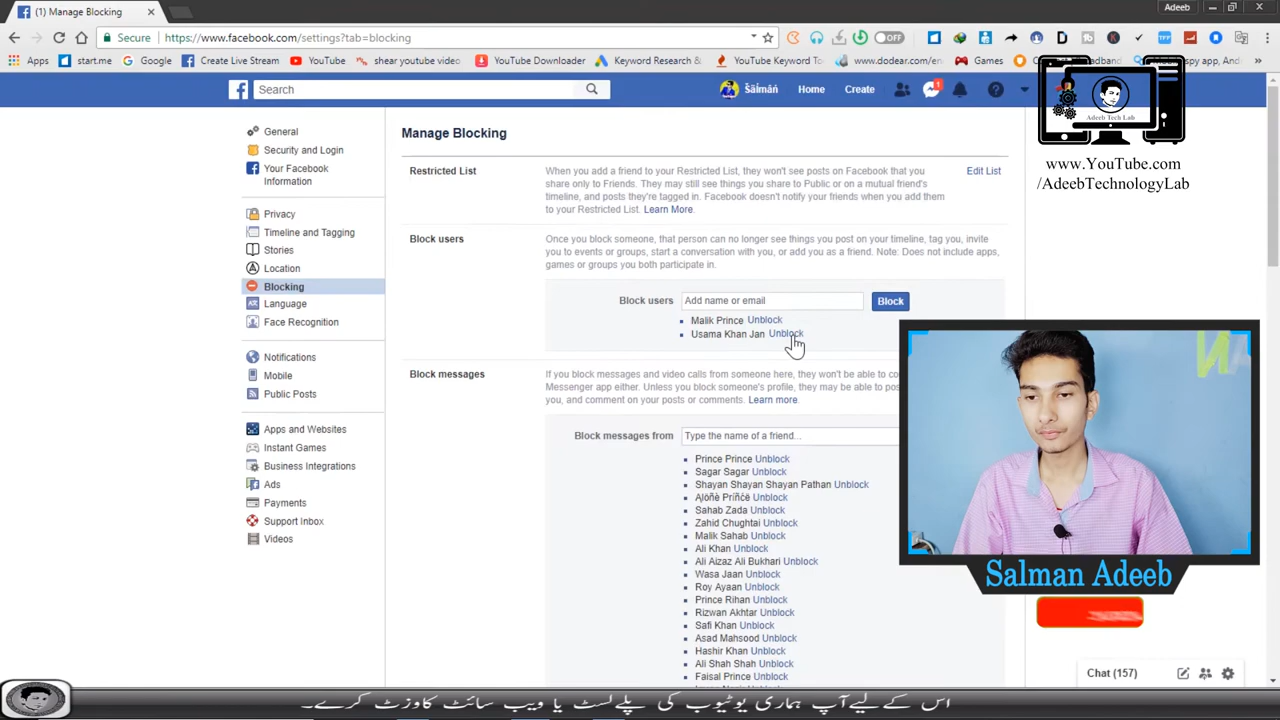 (1) Manage Blocking
Adeeb
Secure
https://www.facebook.com/settings?tab=blocking
OFF
Apps
start.me
Google
Create Live Stream
YouTube
shear youtube video
YouTube Downloader
Keyword Research &
YouTube Keyword To
www.dodear.com/en
Games
spy app, And
Search
Šäĺmáń
Home
Create
1
Adeeb Tech Lab
www.YouTube.com
/AdeebTechnologyLab
General
Security and Login
Your Facebook
Information
Privacy
Timeline and Tagging
Stories
Location
Blocking
Language
Face Recognition
Notifications
Mobile
Public Posts
Apps and Websites
Instant Games
Business Integrations
Ads
Payments
Support Inbox
Videos
Manage Blocking
Restricted List
When you add a friend to your Restricted List, they won't see posts on Facebook that you
share only to Friends. They may still see things you share to Public or on a mutual friend's
timeline, and posts they're tagged in. Facebook doesn't notify your friends when you add them
to your Restricted List. Learn More.
Edit List
Block users
Once you block someone, that person can no longer see things you post on your timeline, tag you, invite
you to events or groups, start a conversation with you, or add you as a friend. Note: Does not include apps,
games or groups you both participate in.
Block users
Add name or email
Block
Malik Prince Unblock
Usama Khan Jan Unblock
Block messages
If you block messages and video calls from someone here, they won't be able to co
Messenger app either. Unless you block someone's profile, they may be able to pos
you, and comment on your posts or comments. Learn more.
Block messages from
Type the name of a friend...
Prince Prince Unblock
Sagar Sagar Unblock
Shayan Shayan Shayan Pathan Unblock
Aĺòñè Príñčë Unblock
Sahab Zada Unblock
Zahid Chughtai Unblock
Malik Sahab Unblock
Ali Khan Unblock
Ali Aizaz Ali Bukhari Unblock
Wasa Jaan Unblock
Roy Ayaan Unblock
Prince Rihan Unblock
Rizwan Akhtar Unblock
Safi Khan Unblock
Asad Mahsood Unblock
Hashir Khan Unblock
Ali Shah Shah Unblock
Faisal Prince Unblock
Salman Adeeb
Chat (157)
اس کے لیے آپ ہماری یوٹیوب کی پلے لسٹ یا ویب سائٹ کا وزٹ کرے۔